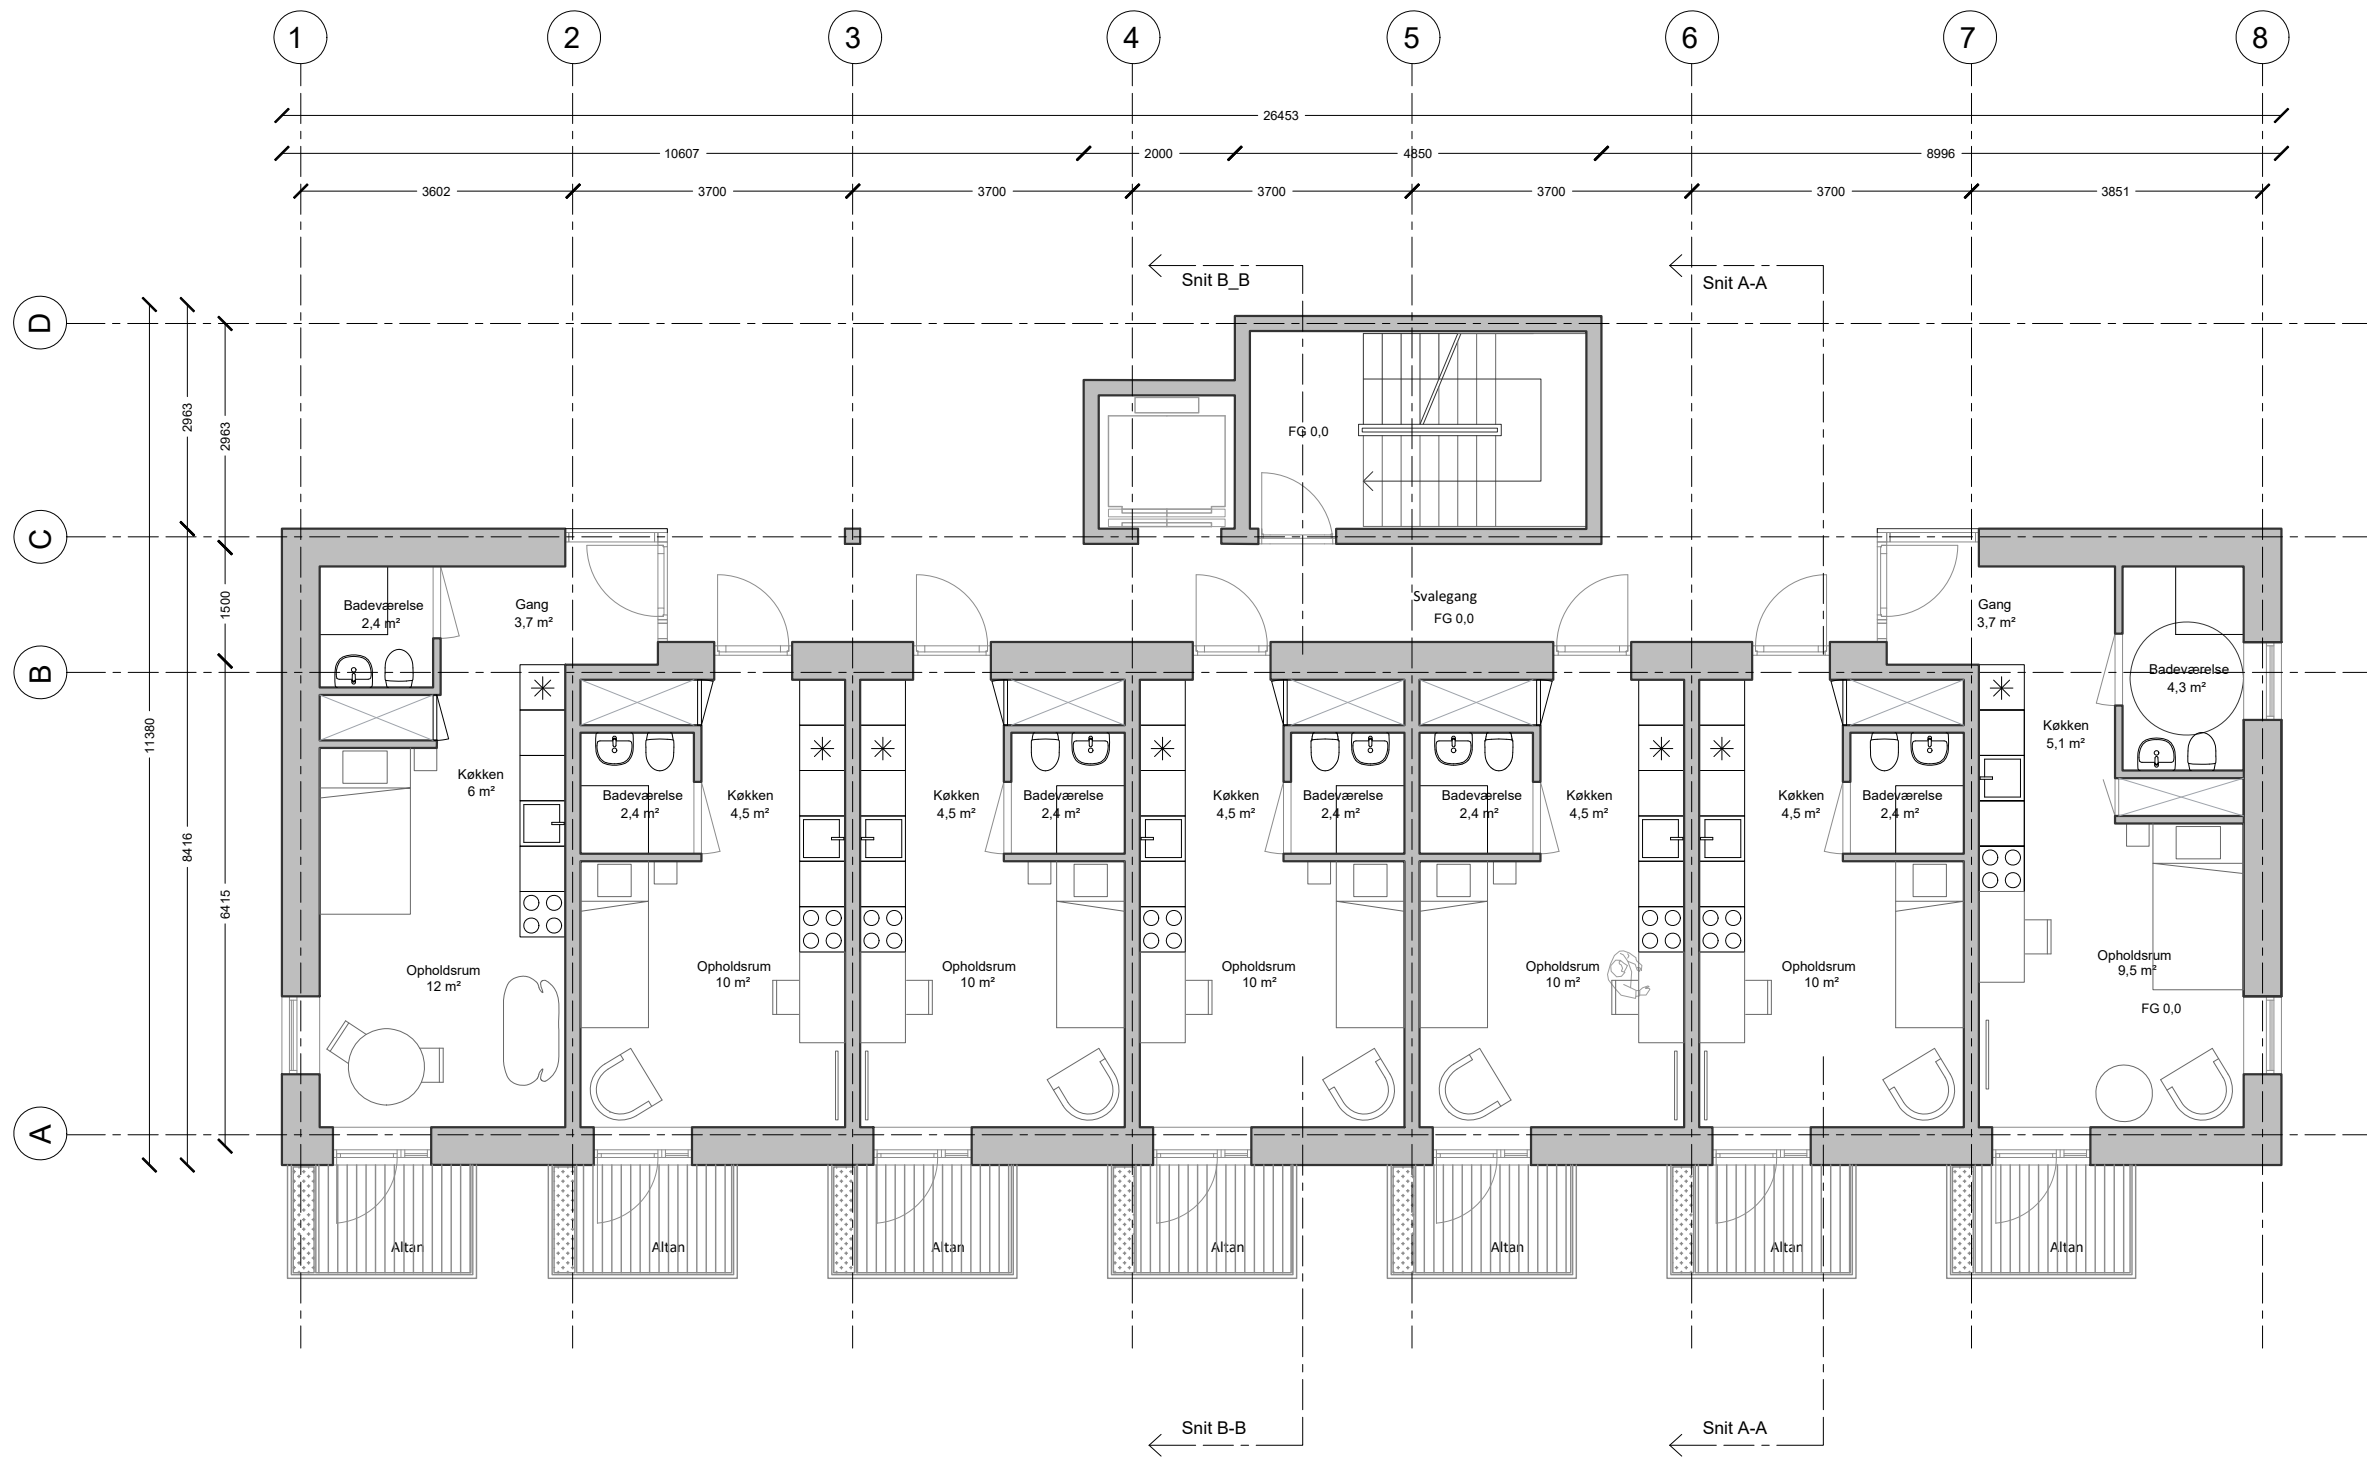 1 2 3 4 5 6 7 8
26453
10607 2000 4850 8996
3602 3700 3700 3700 3700 3700 3851
Snit B_B Snit A-A
D
2963 2963
FG 0,0
C
1500
Badeværelse
2,4 m²
Gang
3,7 m²
Svalegang
FG 0,0
Gang
3,7 m²
B
Badeværelse
4,3 m²
11380
8416
6415
Køkken
6 m²
Badeværelse
2,4 m²
Køkken
4,5 m²
Køkken
4,5 m²
Badeværelse
2,4 m²
Køkken
4,5 m²
Badeværelse
2,4 m²
Badeværelse
2,4 m²
Køkken
4,5 m²
Køkken
4,5 m²
Badeværelse
2,4 m²
Køkken
5,1 m²
Opholdsrum
12 m²
Opholdsrum
10 m²
Opholdsrum
10 m²
Opholdsrum
10 m²
Opholdsrum
10 m²
Opholdsrum
10 m²
Opholdsrum
9,5 m²
FG 0,0
A
Altan Altan Altan Altan Altan Altan Altan
Snit B-B Snit A-A